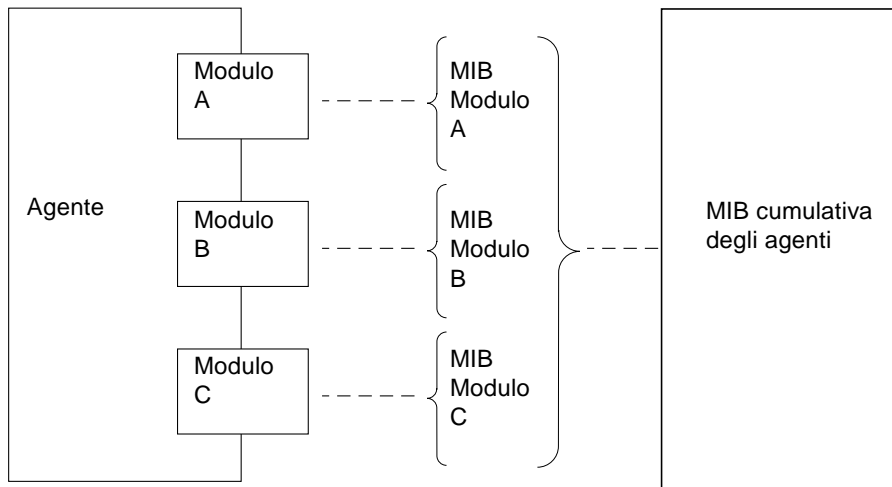 Agente
Modulo
A
MIB
Modulo
A
Modulo
B
MIB
Modulo
B
Modulo
C
MIB
Modulo
C
MIB cumulativa
degli agenti